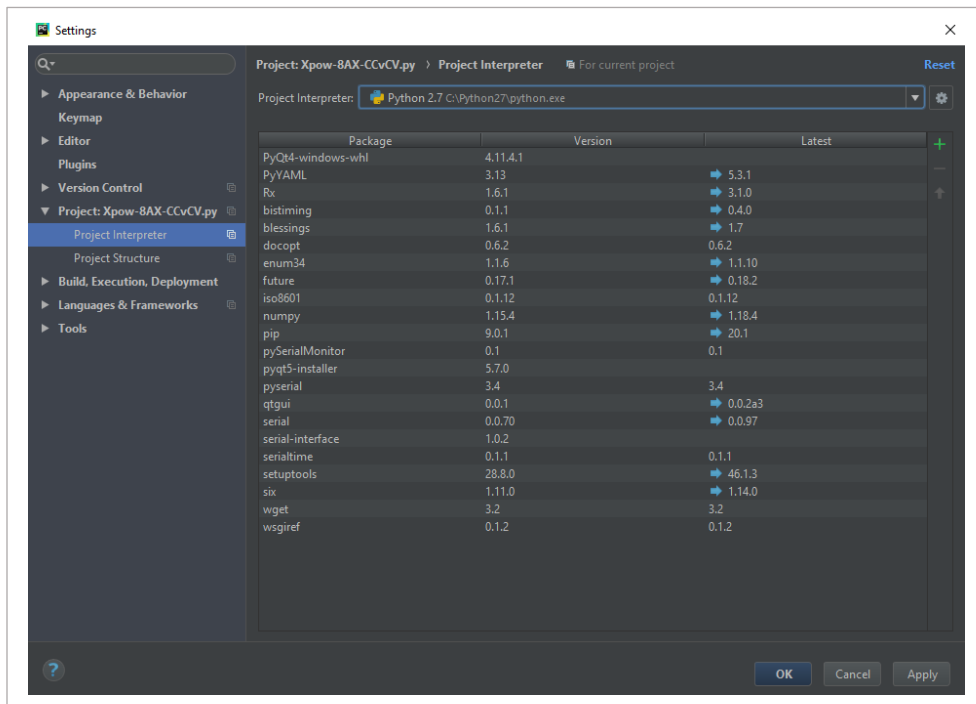 Settings
Project: Xpow-8AX-CCvCV.py › Project Interpreter For current project Reset
Appearance & Behavior
Keymap
Editor
Plugins
Version Control
Project: Xpow-8AX-CCvCV.py
Project Interpreter
Project Structure
Build, Execution, Deployment
Languages & Frameworks
Tools
Project Interpreter: Python 2.7 C:\Python27\python.exe
Package Version Latest
PyQt4-windows-whl 4.11.4.1
PyYAML 3.13 5.3.1
Rx 1.6.1 3.1.0
bistiming 0.1.1 0.4.0
blessings 1.6.1 1.7
docopt 0.6.2 0.6.2
enum34 1.1.6 1.1.10
future 0.17.1 0.18.2
iso8601 0.1.12 0.1.12
numpy 1.15.4 1.18.4
pip 9.0.1 20.1
pySerialMonitor 0.1 0.1
pyqt5-installer 5.7.0
pyserial 3.4 3.4
qtgui 0.0.1 0.0.2a3
serial 0.0.70 0.0.97
serial-interface 1.0.2
serialtime 0.1.1 0.1.1
setuptools 28.8.0 46.1.3
six 1.11.0 1.14.0
wget 3.2 3.2
wsgiref 0.1.2 0.1.2
? OK Cancel Apply